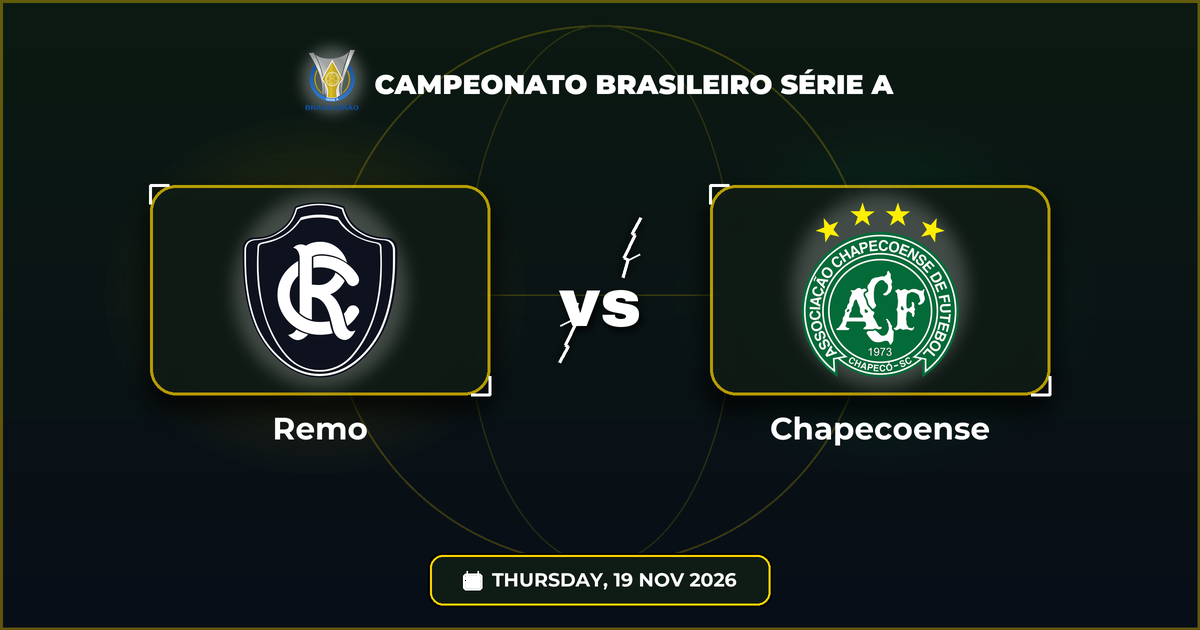 CAMPEONATO BRASILEIRO SÉRIE A
VS
ASSOCIAÇÃO CHAPECOENSE DE FUTEBOL
ACF
1973
CHAPECÓ-SC
Remo
Chapecoense
THURSDAY, 19 NOV 2026